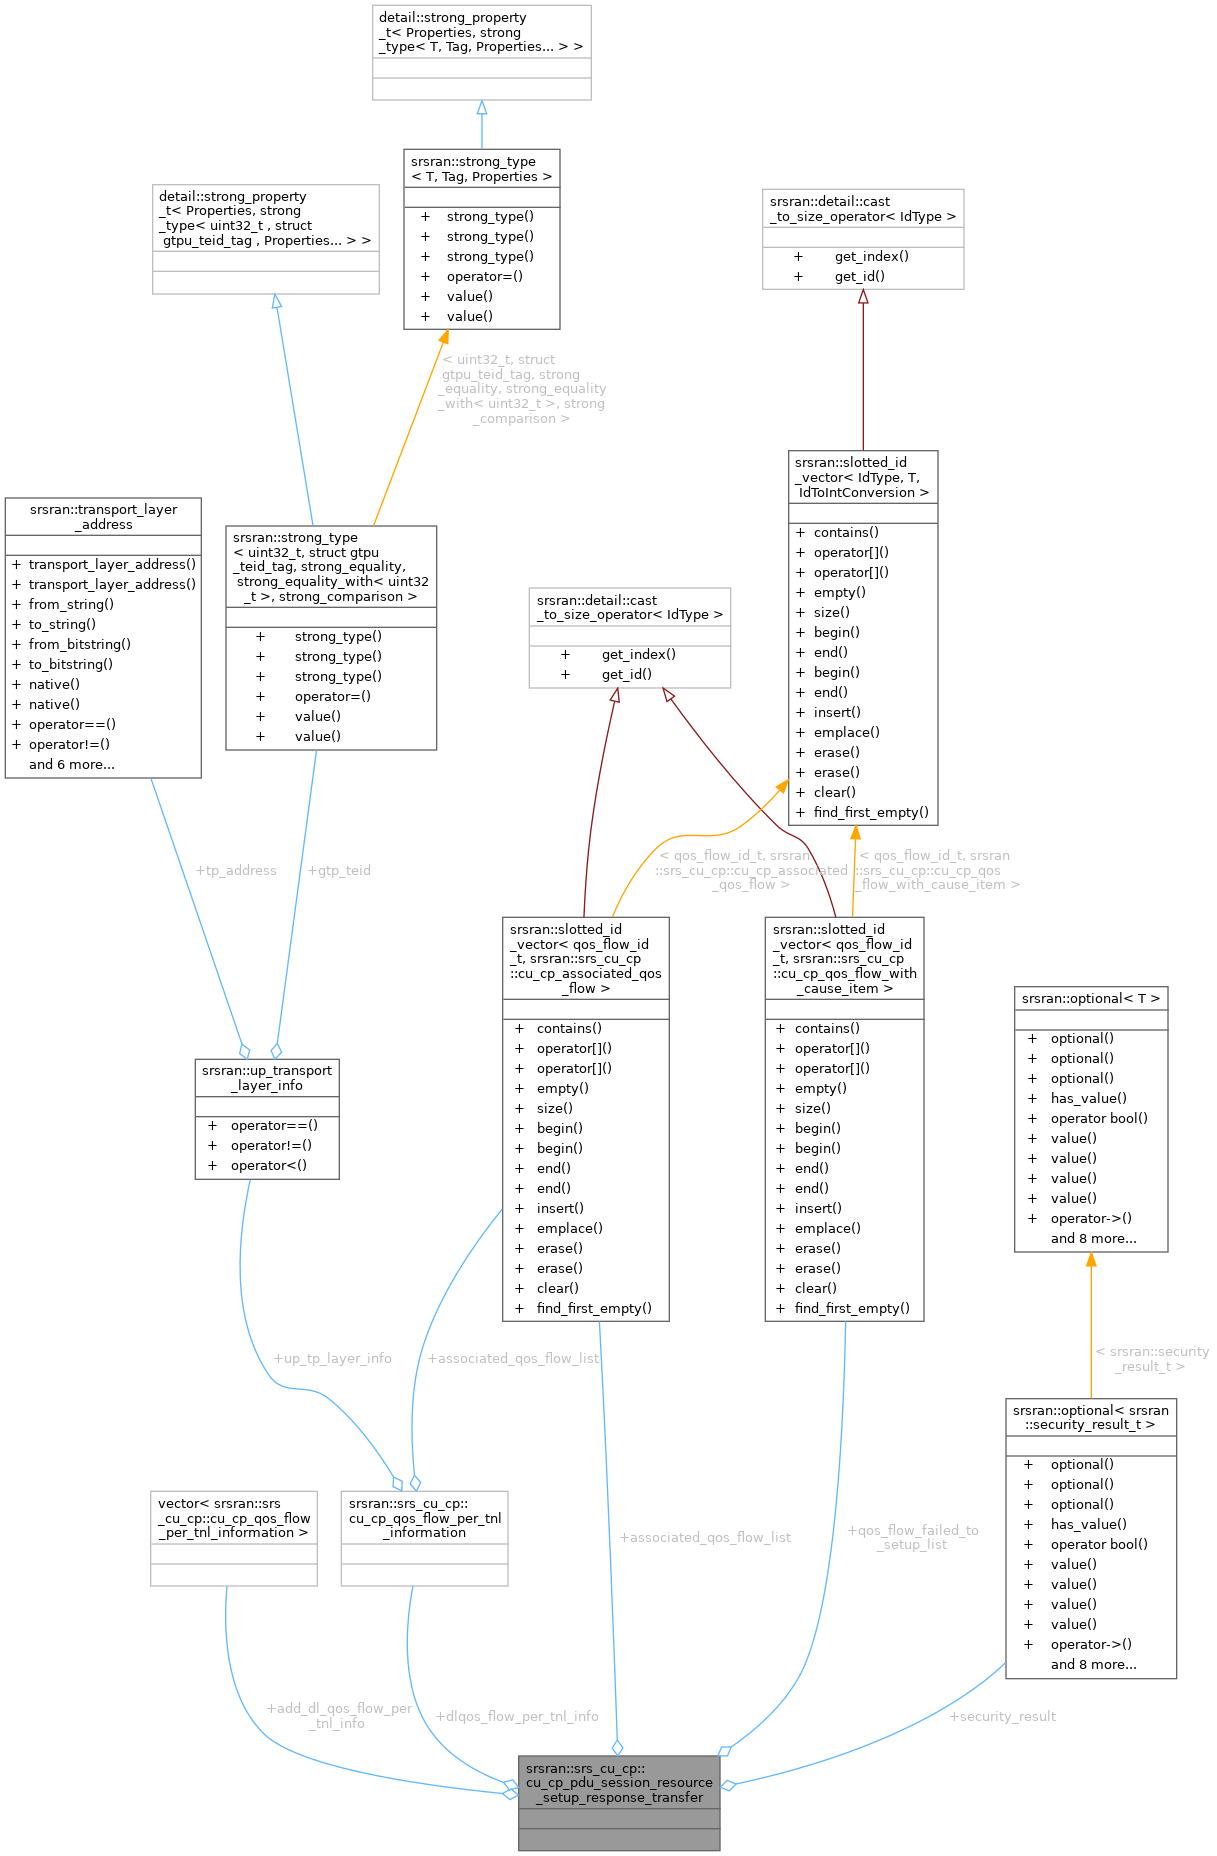 detail::strong_property
_t< Properties, strong
_type< T, Tag, Properties... > >
srsran::strong_type
< T, Tag, Properties >
+ strong_type()
+ strong_type()
+ strong_type()
+ operator=()
+ value()
+ value()
detail::strong_property
_t< Properties, strong
_type< uint32_t , struct
gtpu_teid_tag , Properties... > >
srsran::detail::cast
_to_size_operator< IdType >
+ get_index()
+ get_id()
< uint32_t, struct
gtpu_teid_tag, strong
_equality, strong_equality
_with< uint32_t >, strong
_comparison >
srsran::slotted_id
_vector< IdType, T,
IdToIntConversion >
+ contains()
+ operator[]()
+ operator[]()
+ empty()
+ size()
+ begin()
+ end()
+ begin()
+ end()
+ insert()
+ emplace()
+ erase()
+ erase()
+ clear()
+ find_first_empty()
srsran::transport_layer
_address
+ transport_layer_address()
+ transport_layer_address()
+ from_string()
+ to_string()
+ from_bitstring()
+ to_bitstring()
+ native()
+ native()
+ operator==()
+ operator!=()
and 6 more...
srsran::strong_type
< uint32_t, struct gtpu
_teid_tag, strong_equality,
strong_equality_with< uint32
_t >, strong_comparison >
+ strong_type()
+ strong_type()
+ strong_type()
+ operator=()
+ value()
+ value()
srsran::detail::cast
_to_size_operator< IdType >
+ get_index()
+ get_id()
+tp_address
+gtp_teid
< qos_flow_id_t, srsran
::srs_cu_cp::cu_cp_associated
_qos_flow >
< qos_flow_id_t, srsran
::srs_cu_cp::cu_cp_qos
_flow_with_cause_item >
srsran::slotted_id
_vector< qos_flow_id
_t, srsran::srs_cu_cp
::cu_cp_associated_qos
_flow >
+ contains()
+ operator[]()
+ operator[]()
+ empty()
+ size()
+ begin()
+ begin()
+ end()
+ end()
+ insert()
+ emplace()
+ erase()
+ erase()
+ clear()
+ find_first_empty()
srsran::slotted_id
_vector< qos_flow_id
_t, srsran::srs_cu_cp
::cu_cp_qos_flow_with
_cause_item >
+ contains()
+ operator[]()
+ operator[]()
+ empty()
+ size()
+ begin()
+ begin()
+ end()
+ end()
+ insert()
+ emplace()
+ erase()
+ erase()
+ clear()
+ find_first_empty()
srsran::optional< T >
+ optional()
+ optional()
+ optional()
+ has_value()
+ operator bool()
+ value()
+ value()
+ value()
+ value()
+ operator->()
and 8 more...
srsran::up_transport
_layer_info
+ operator==()
+ operator!=()
+ operator<()
+up_tp_layer_info
+associated_qos_flow_list
< srsran::security
_result_t >
srsran::optional< srsran
::security_result_t >
+ optional()
+ optional()
+ optional()
+ has_value()
+ operator bool()
+ value()
+ value()
+ value()
+ value()
+ operator->()
and 8 more...
vector< srsran::srs
_cu_cp::cu_cp_qos_flow
_per_tnl_information >
srsran::srs_cu_cp::
cu_cp_qos_flow_per_tnl
_information
+associated_qos_flow_list
+qos_flow_failed_to
_setup_list
+add_dl_qos_flow_per
_tnl_info
+dlqos_flow_per_tnl_info
+security_result
srsran::srs_cu_cp::
cu_cp_pdu_session_resource
_setup_response_transfer